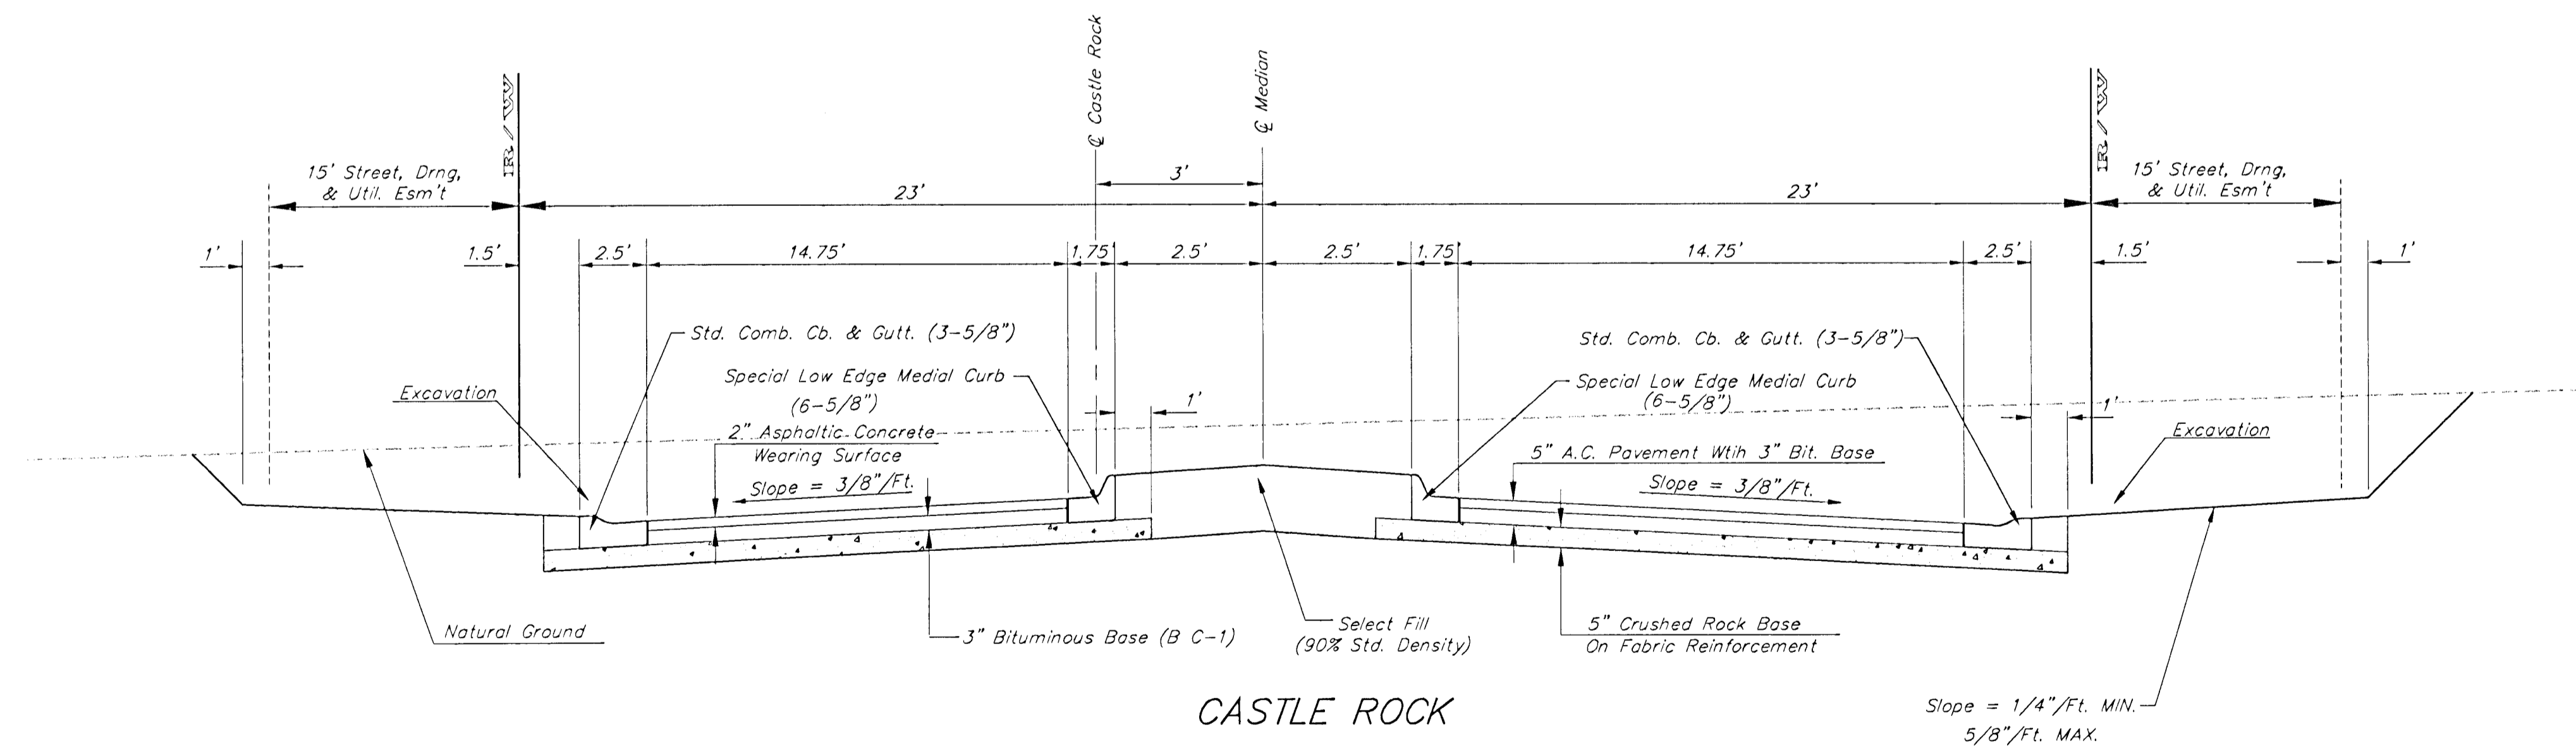 ℄ Castle Rock
℄ Median
R/W
R/W
15' Street, Drng,
& Util. Esm't
23'
3'
23'
15' Street, Drng,
& Util. Esm't
1'
1.5'
2.5'
14.75'
1.75'
2.5'
2.5'
1.75'
14.75'
2.5'
1.5'
1'
Std. Comb. Cb. & Gutt. (3-5/8")
Std. Comb. Cb. & Gutt. (3-5/8")
Excavation
Special Low Edge Medial Curb
(6-5/8")
1'
Special Low Edge Medial Curb
(6-5/8")
1'
2" Asphaltic Concrete
Wearing Surface
Slope = 3/8"/Ft.
5" A.C. Pavement Wtih 3" Bit. Base
Slope = 3/8"/Ft.
Excavation
Natural Ground
3" Bituminous Base (B C-1)
Select Fill
(90% Std. Density)
5" Crushed Rock Base
On Fabric Reinforcement
CASTLE ROCK
Slope = 1/4"/Ft. MIN.
5/8"/Ft. MAX.